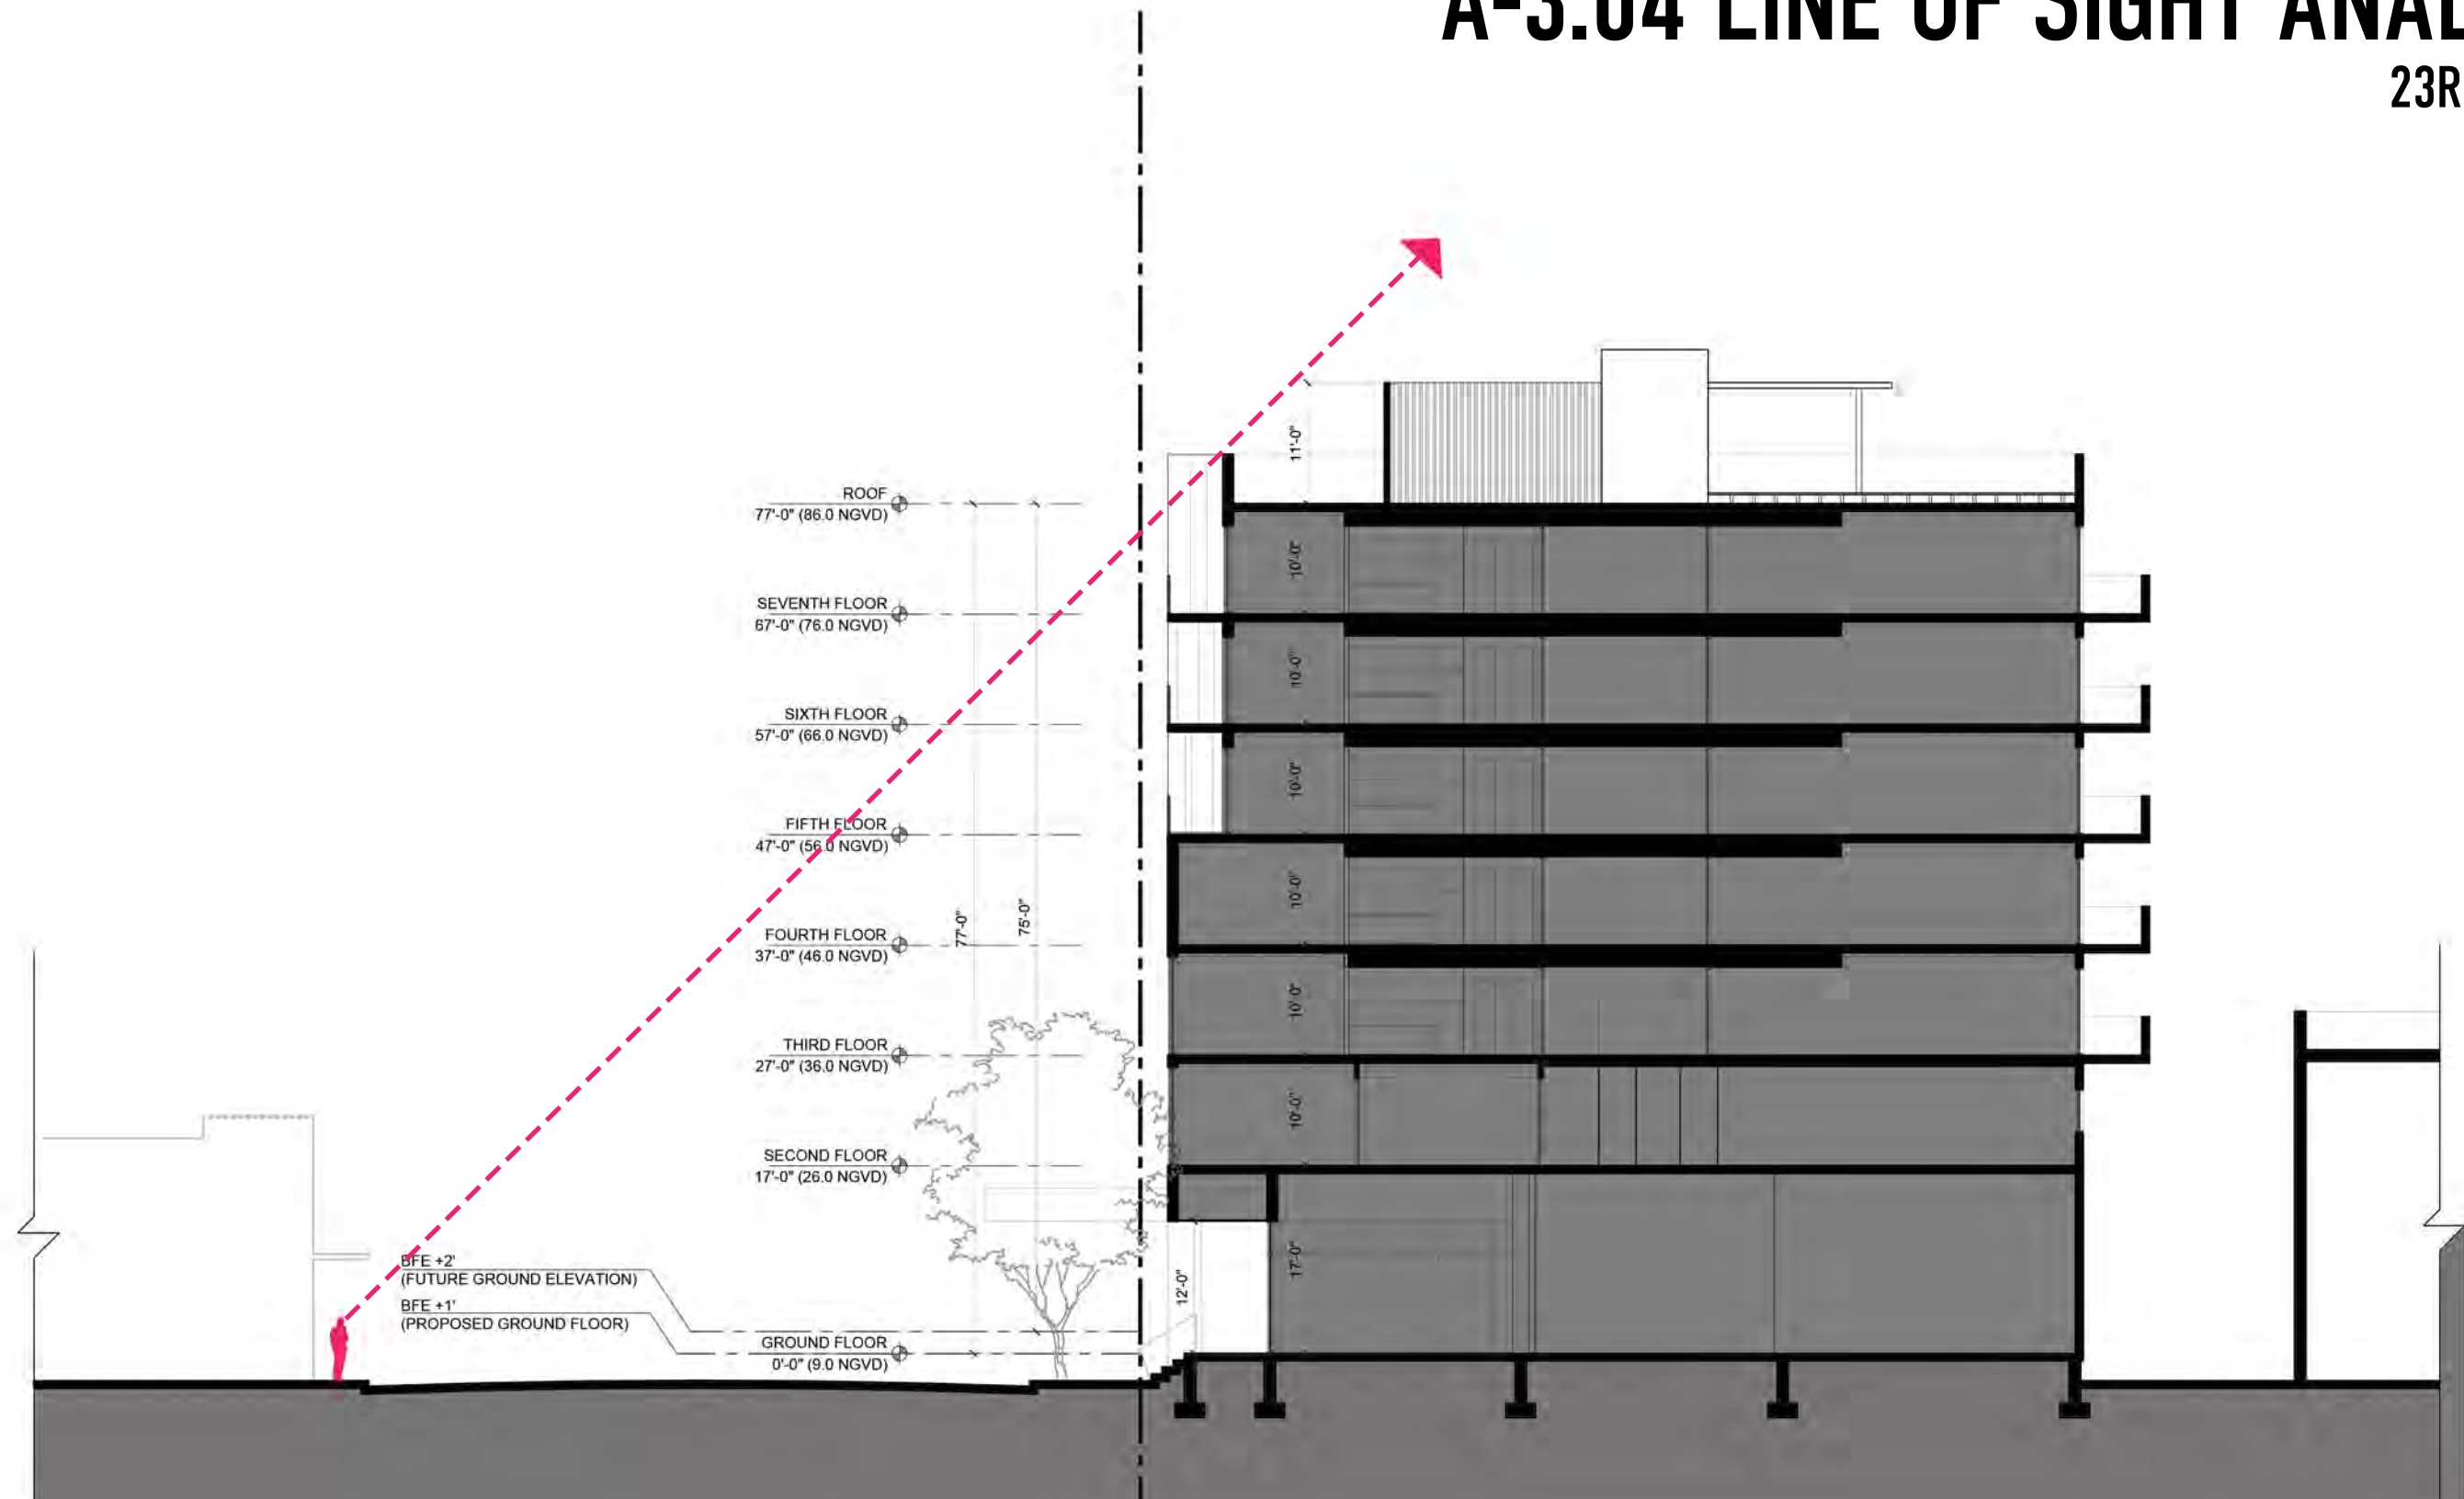 A-3.04 LINE OF SIGHT ANAL
23R
11'-0"
ROOF
77'-0" (86.0 NGVD)
10'-0"
SEVENTH FLOOR
67'-0" (76.0 NGVD)
10'-0"
SIXTH FLOOR
57'-0" (66.0 NGVD)
10'-0"
FIFTH FLOOR
47'-0" (56.0 NGVD)
10'-0"
77'-0"
75'-0"
FOURTH FLOOR
37'-0" (46.0 NGVD)
10'-0"
THIRD FLOOR
27'-0" (36.0 NGVD)
10'-0"
SECOND FLOOR
17'-0" (26.0 NGVD)
17'-0"
12'-0"
BFE +2'
(FUTURE GROUND ELEVATION)
BFE +1'
(PROPOSED GROUND FLOOR)
GROUND FLOOR
0'-0" (9.0 NGVD)